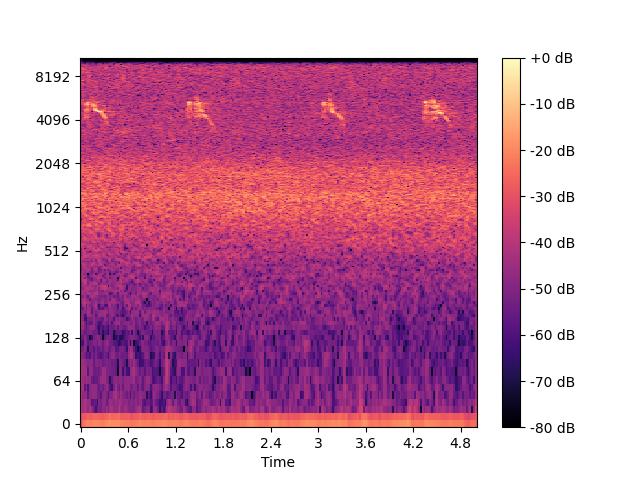 +0 dB
8192
-10 dB
4096
-20 dB
2048
-30 dB
1024
-40 dB
Hz
512
-50 dB
256
-60 dB
128
-70 dB
64
0
-80 dB
0 0.6 1.2 1.8 2.4 3 3.6 4.2 4.8
Time